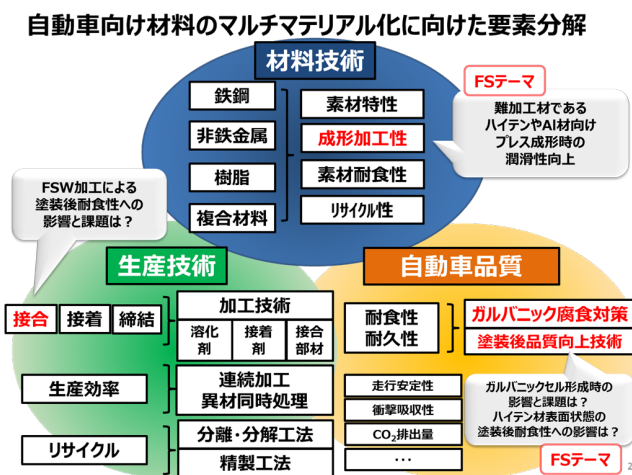 自動車向け材料のマルチマテリアル化に向けた要素分解
材料技術
鉄鋼
非鉄金属
樹脂
複合材料
素材特性
成形加工性
素材耐食性
リサイクル性
FSテーマ
難加工材である
ハイテンやAl材向け
プレス成形時の
潤滑性向上
FSW加工による
塗装後耐食性への
影響と課題は?
生産技術
接合
接着
締結
加工技術
溶化
剤
接着
剤
接合
部材
生産効率
連続加工
異材同時処理
リサイクル
分離・分解工法
精製工法
自動車品質
耐食性
耐久性
ガルバニック腐食対策
塗装後品質向上技術
走行安定性
衝撃吸収性
CO₂排出量
・・・
ガルバニックセル形成時の
影響と課題は?
ハイテン材表面状態の
塗装後耐食性への影響は?
FSテーマ
2